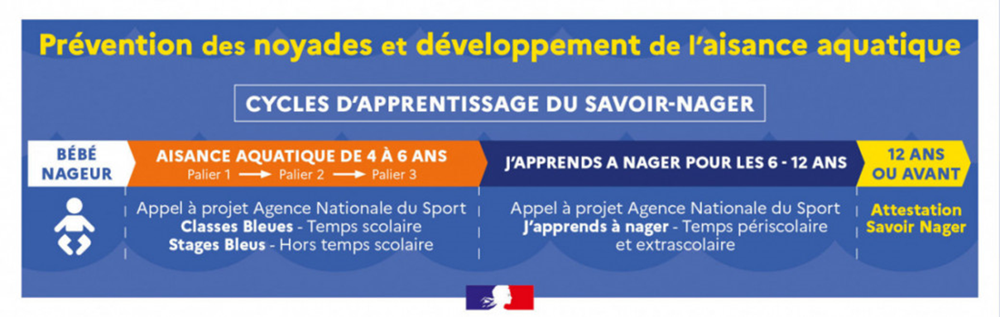 Prévention des noyades et développement de l'aisance aquatique
CYCLES D'APPRENTISSAGE DU SAVOIR-NAGER
BÉBÉ
NAGEUR
AISANCE AQUATIQUE DE 4 À 6 ANS
Palier 1 → Palier 2 → Palier 3
J'APPRENDS A NAGER POUR LES 6 - 12 ANS
12 ANS
OU AVANT
Appel à projet Agence Nationale du Sport
Classes Bleues - Temps scolaire
Stages Bleus - Hors temps scolaire
Appel à projet Agence Nationale du Sport
J'apprends à nager - Temps périscolaire
et extrascolaire
Attestation
Savoir Nager